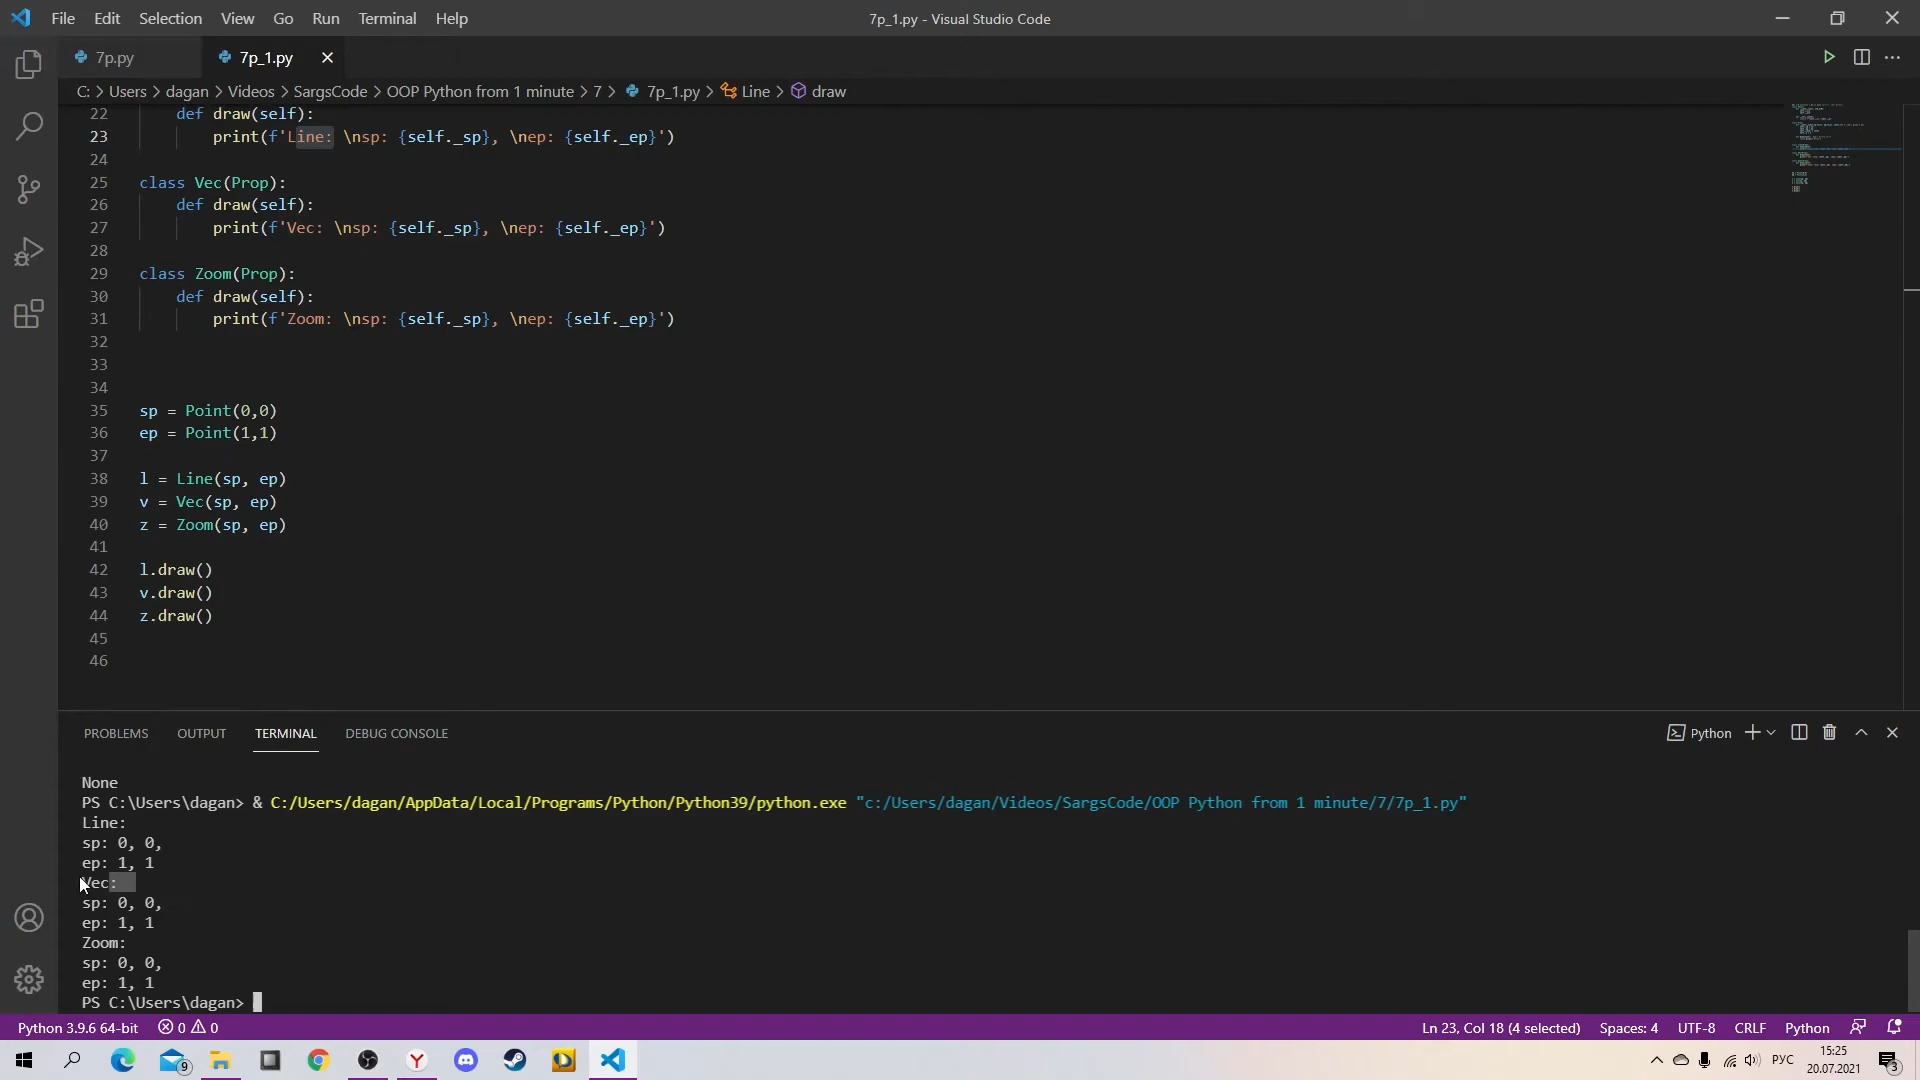 File Edit Selection View Go Run Terminal Help
7p_1.py - Visual Studio Code
7p.py
7p_1.py
C: > Users > dagan > Videos > SargsCode > OOP Python from 1 minute > 7 > 7p_1.py > Line > draw
22 def draw(self):
23 print(f'Line: \nsp: {self._sp}, \nep: {self._ep}')
24
25 class Vec(Prop):
26 def draw(self):
27 print(f'Vec: \nsp: {self._sp}, \nep: {self._ep}')
28
29 class Zoom(Prop):
30 def draw(self):
31 print(f'Zoom: \nsp: {self._sp}, \nep: {self._ep}')
32
33
34
35 sp = Point(0,0)
36 ep = Point(1,1)
37
38 l = Line(sp, ep)
39 v = Vec(sp, ep)
40 z = Zoom(sp, ep)
41
42 l.draw()
43 v.draw()
44 z.draw()
45
46
PROBLEMS OUTPUT TERMINAL DEBUG CONSOLE
Python
None
PS C:\Users\dagan> & C:/Users/dagan/AppData/Local/Programs/Python/Python39/python.exe "c:/Users/dagan/Videos/SargsCode/OOP Python from 1 minute/7/7p_1.py"
Line:
sp: 0, 0,
ep: 1, 1
Vec:
sp: 0, 0,
ep: 1, 1
Zoom:
sp: 0, 0,
ep: 1, 1
PS C:\Users\dagan>
Python 3.9.6 64-bit 0 0
Ln 23, Col 18 (4 selected) Spaces: 4 UTF-8 CRLF Python
9
РУС
15:25
20.07.2021
3